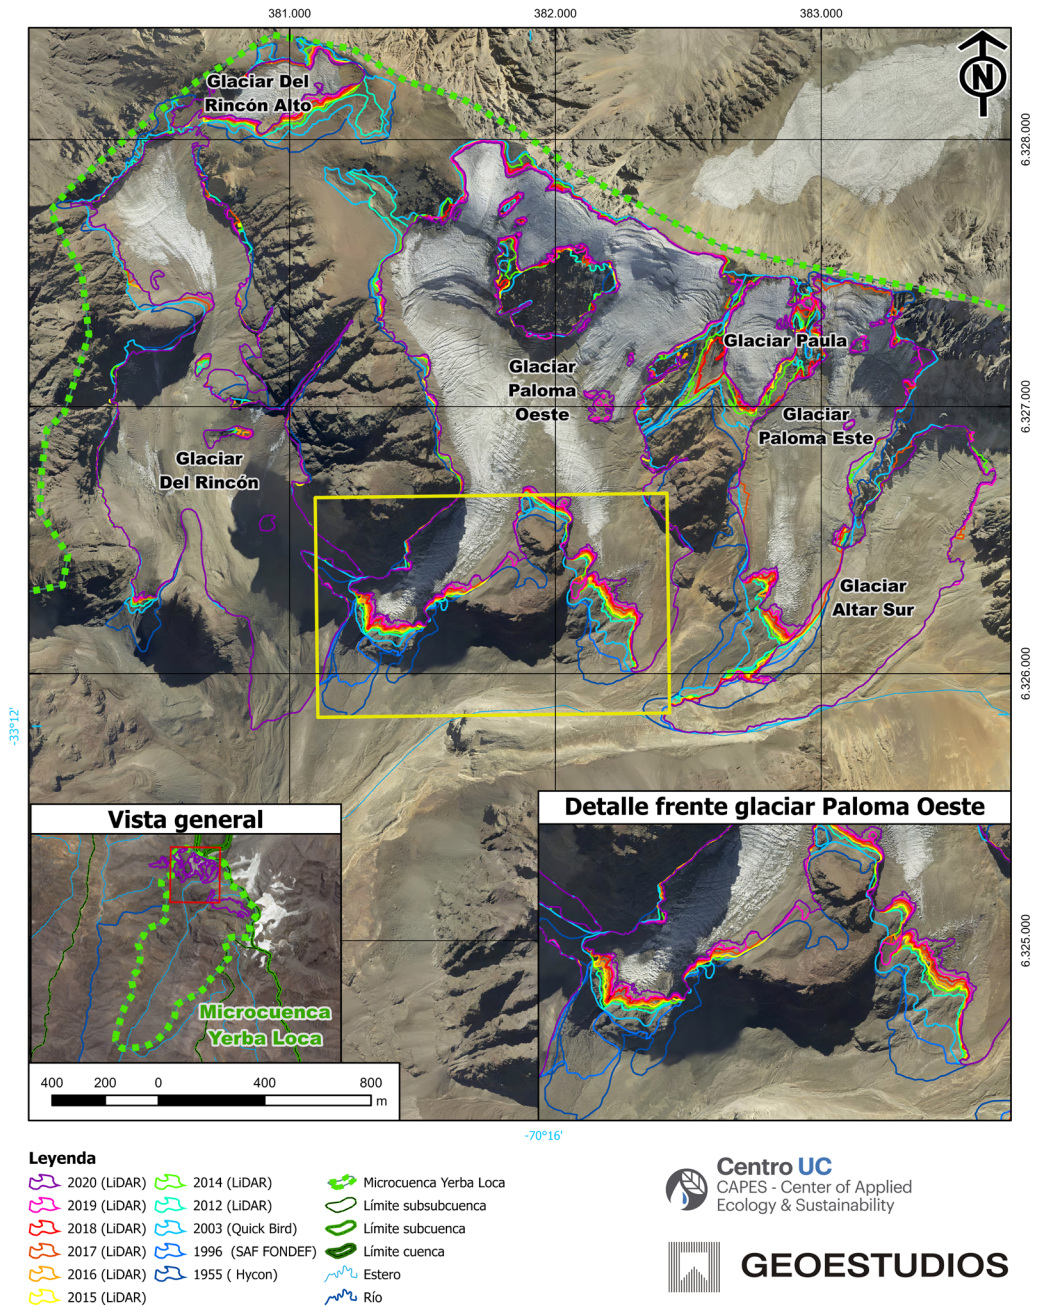 381.000
382.000
383.000
N
Glaciar Del
Rincón Alto
6.328.000
Glaciar Paula
Glaciar
Paloma
Oeste
6.327.000
Glaciar
Paloma Este
Glaciar
Del Rincón
Glaciar
Altar Sur
6.326.000
-33°12'
Vista general
Detalle frente glaciar Paloma Oeste
6.325.000
Microcuenca
Yerba Loca
400 200 0 400 800
m
-70°16'
Leyenda
2020 (LiDAR)
2019 (LiDAR)
2018 (LiDAR)
2017 (LiDAR)
2016 (LiDAR)
2015 (LiDAR)
2014 (LiDAR)
2012 (LiDAR)
2003 (Quick Bird)
1996 (SAF FONDEF)
1955 ( Hycon)
Microcuenca Yerba Loca
Límite subsubcuenca
Límite subcuenca
Límite cuenca
Estero
Río
Centro UC
CAPES - Center of Applied
Ecology & Sustainability
GEOESTUDIOS